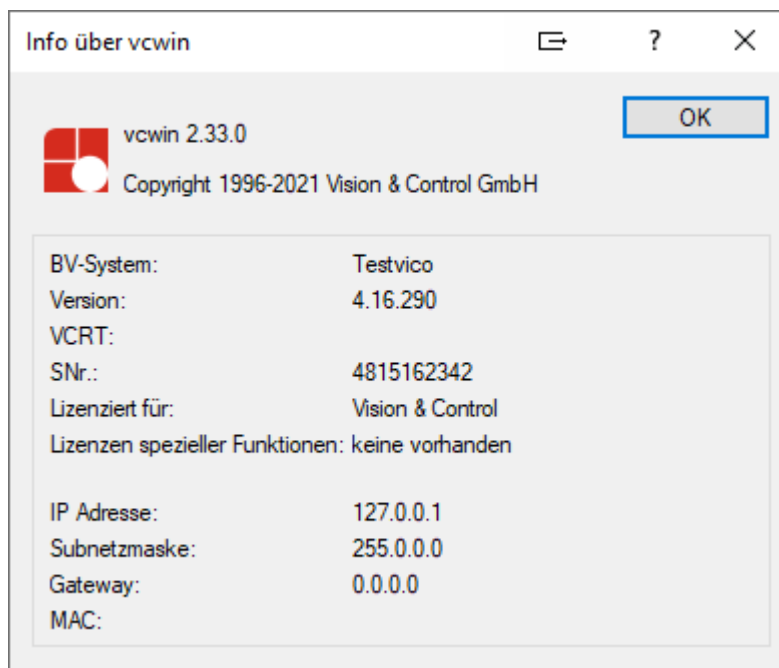 Info über vcwin ?
OK
vcwin 2.33.0
Copyright 1996-2021 Vision & Control GmbH
BV-System: Testvico
Version: 4.16.290
VCRT:
SNr.: 4815162342
Lizenziert für: Vision & Control
Lizenzen spezieller Funktionen: keine vorhanden
IP Adresse: 127.0.0.1
Subnetzmaske: 255.0.0.0
Gateway: 0.0.0.0
MAC: